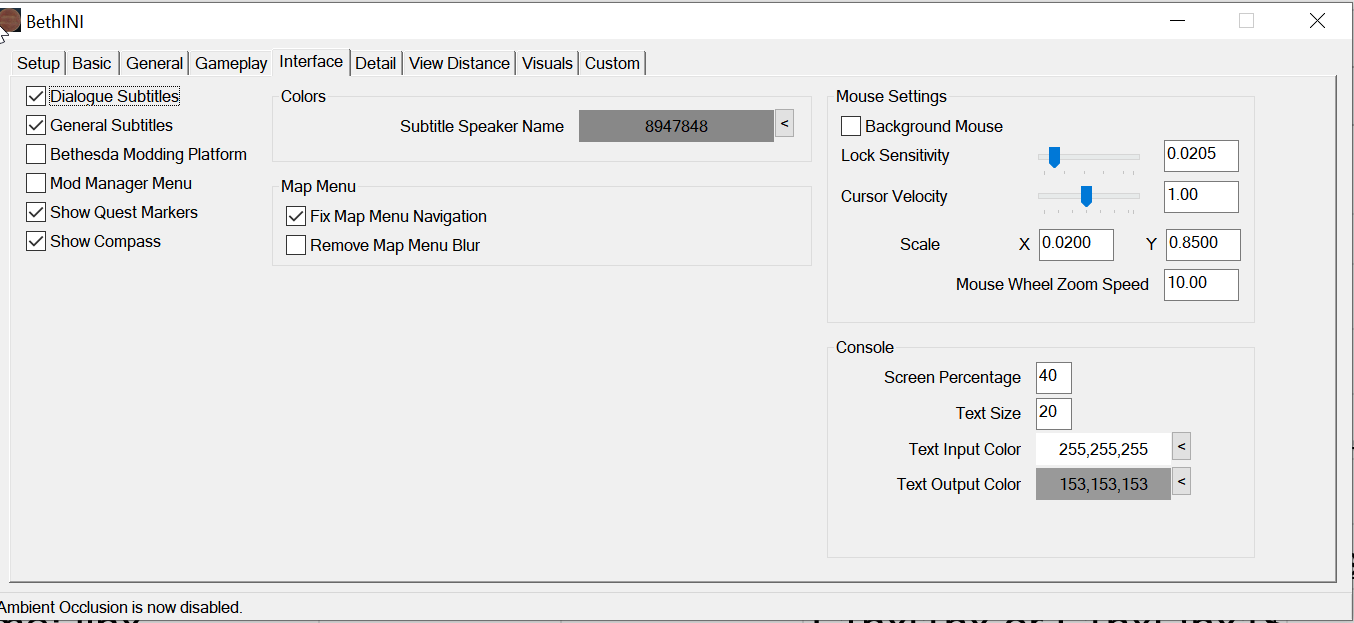 BethINI
Setup Basic General Gameplay Interface Detail View Distance Visuals Custom
Dialogue Subtitles
General Subtitles
Bethesda Modding Platform
Mod Manager Menu
Show Quest Markers
Show Compass
Colors
Subtitle Speaker Name 8947848 <
Map Menu
Fix Map Menu Navigation
Remove Map Menu Blur
Mouse Settings
Background Mouse
Lock Sensitivity 0.0205
Cursor Velocity 1.00
Scale X 0.0200 Y 0.8500
Mouse Wheel Zoom Speed 10.00
Console
Screen Percentage 40
Text Size 20
Text Input Color 255,255,255 <
Text Output Color 153,153,153 <
Ambient Occlusion is now disabled.